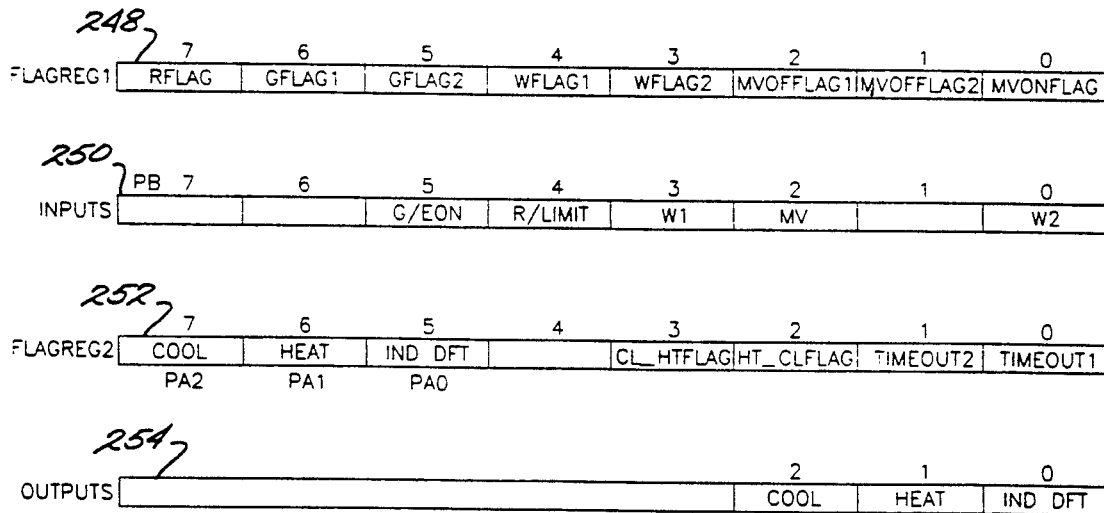 248
7 6 5 4 3 2 1 0
FLAGREG1 RFLAG GFLAG1 GFLAG2 WFLAG1 WFLAG2 MVOFFLAG1 MVOFFLAG2 MVONFLAG
250
PB 7 6 5 4 3 2 1 0
INPUTS G/EON R/LIMIT W1 MV W2
252
7 6 5 4 3 2 1 0
FLAGREG2 COOL HEAT IND DFT CL_HTFLAG HT_CLFLAG TIMEOUT2 TIMEOUT1
PA2 PA1 PA0
254
2 1 0
OUTPUTS COOL HEAT IND DFT